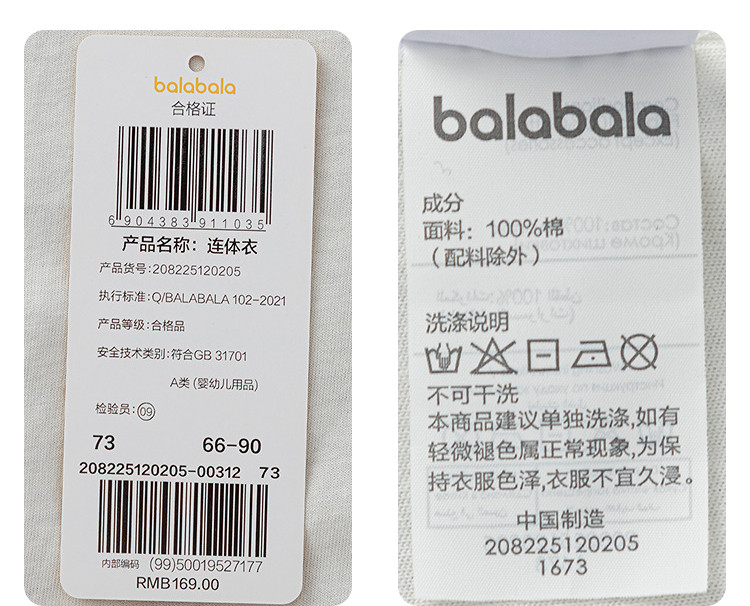 balabala
合格证
6 904383 911035
产品名称：连体衣
产品货号:208225120205
执行标准:Q/BALABALA 102-2021
产品等级:合格品
安全技术类别:符合GB 31701
A类 (婴幼儿用品)
检验员:09
73 66-90
208225120205-00312 73
内部编码 (99)50019527177
RMB169.00
balabala
成分
面料：100%棉
（配料除外）
洗涤说明
不可干洗
本商品建议单独洗涤,如有
轻微褪色属正常现象,为保
持衣服色泽,衣服不宜久浸。
中国制造
208225120205
1673